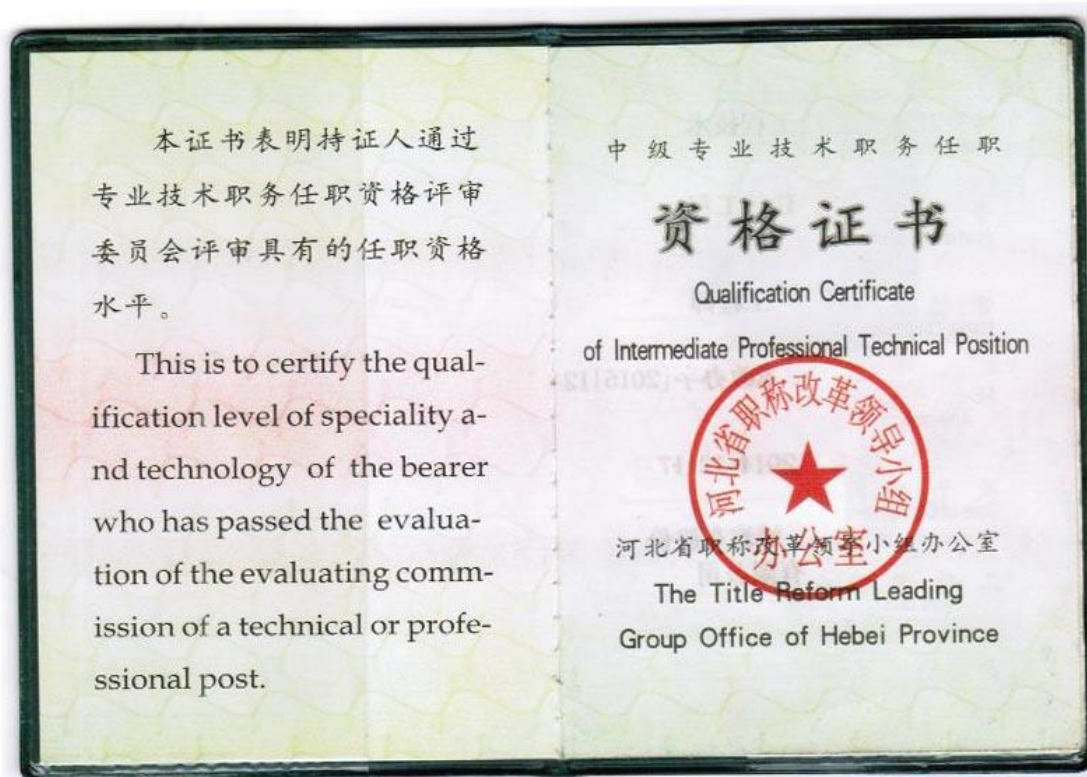 本证书表明持证人通过
专业技术职务任职资格评审
委员会评审具有的任职资格
水平。
This is to certify the qual-
ification level of speciality a-
nd technology of the bearer
who has passed the evalua-
tion of the evaluating comm-
ission of a technical or profe-
ssional post.
中级专业技术职务任职
资格证书
Qualification Certificate
of Intermediate Professional Technical Position
河北省职称改革领导小组
办公室
河北省职称改革领导小组办公室
The Title Reform Leading
Group Office of Hebei Province